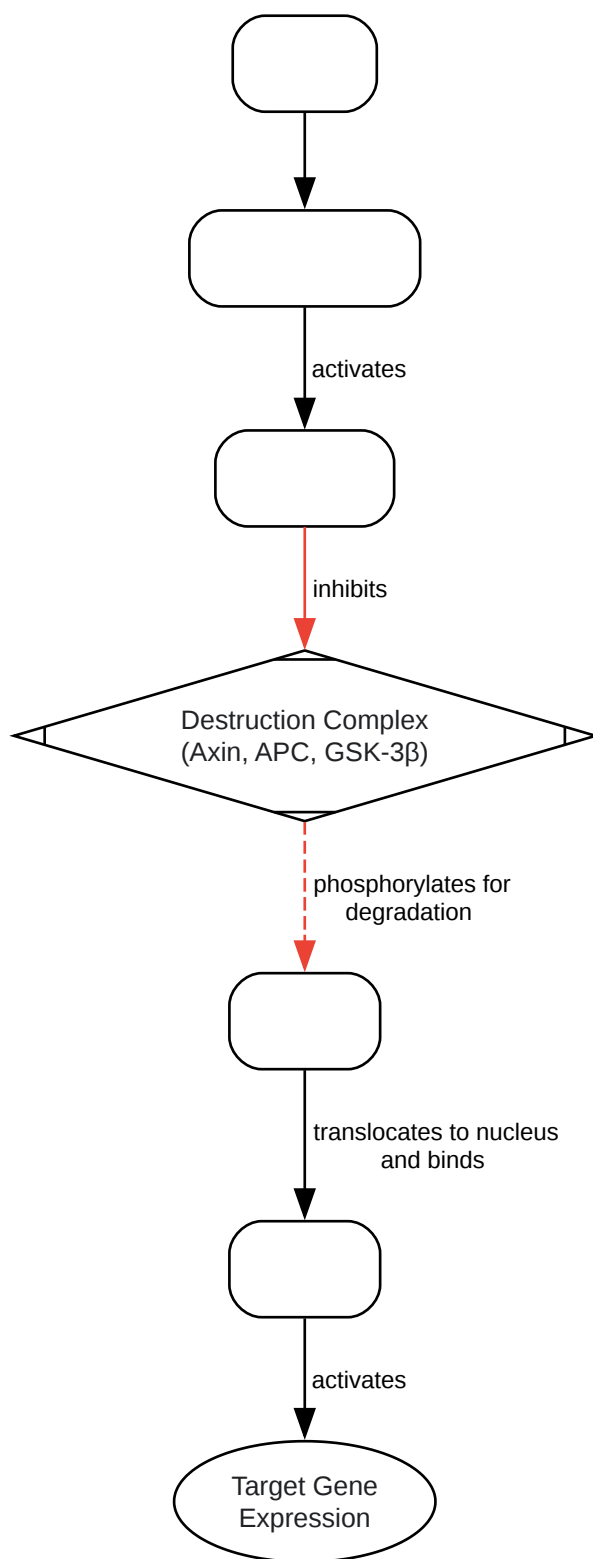 activates
inhibits
Destruction Complex
(Axin, APC, GSK-3β)
phosphorylates for
degradation
translocates to nucleus
and binds
activates
Target Gene
Expression